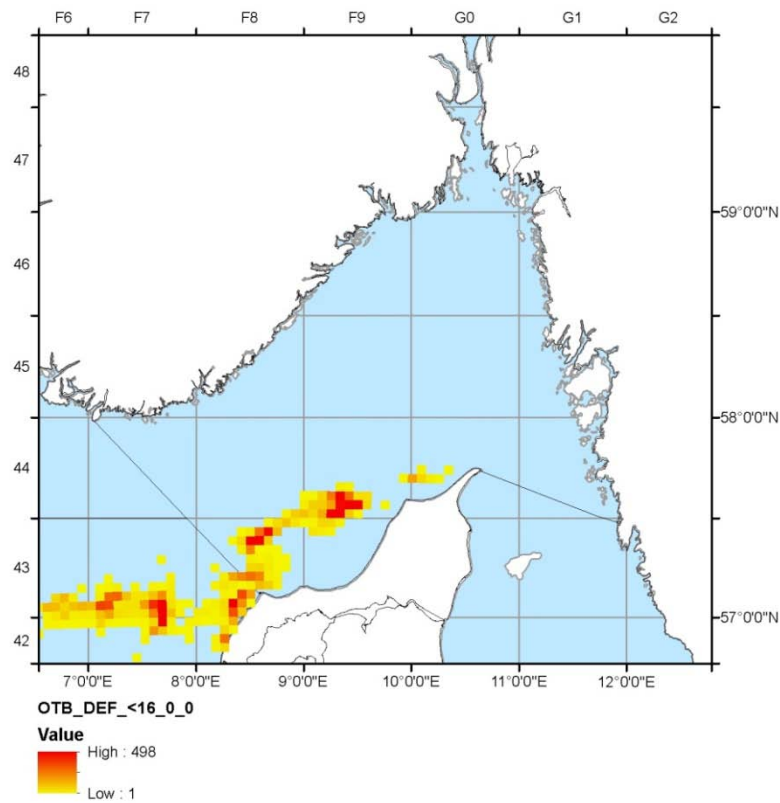 F6 F7 F8 F9 G0 G1 G2
48
47
59°0'0"N
46
45
58°0'0"N
44
43
57°0'0"N
42
7°0'0"E 8°0'0"E 9°0'0"E 10°0'0"E 11°0'0"E 12°0'0"E
OTB_DEF_<16_0_0
Value
High : 498
Low : 1